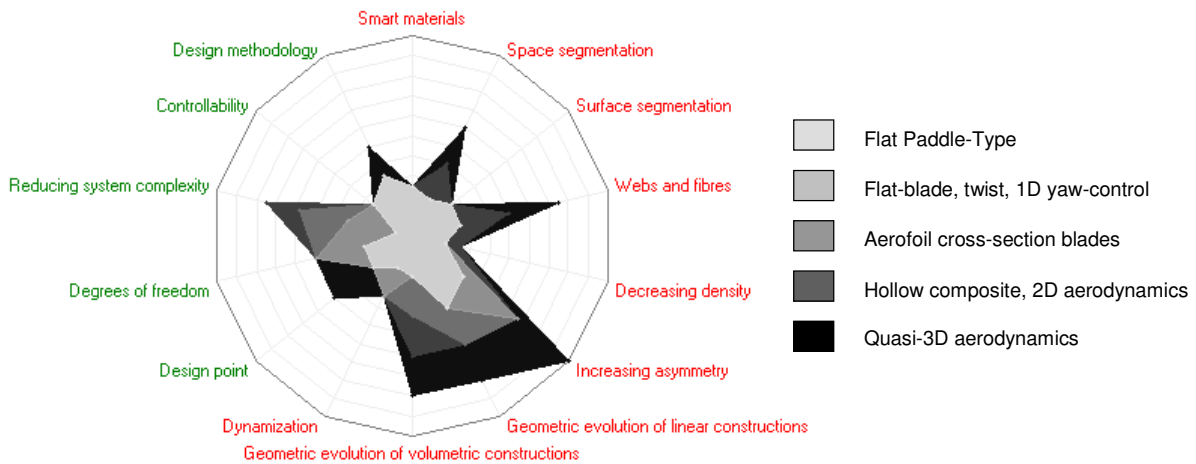 Smart materials
Design methodology
Space segmentation
Controllability
Surface segmentation
Reducing system complexity
Webs and fibres
Degrees of freedom
Decreasing density
Design point
Increasing asymmetry
Dynamization
Geometric evolution of linear constructions
Geometric evolution of volumetric constructions
Flat Paddle-Type
Flat-blade, twist, 1D yaw-control
Aerofoil cross-section blades
Hollow composite, 2D aerodynamics
Quasi-3D aerodynamics